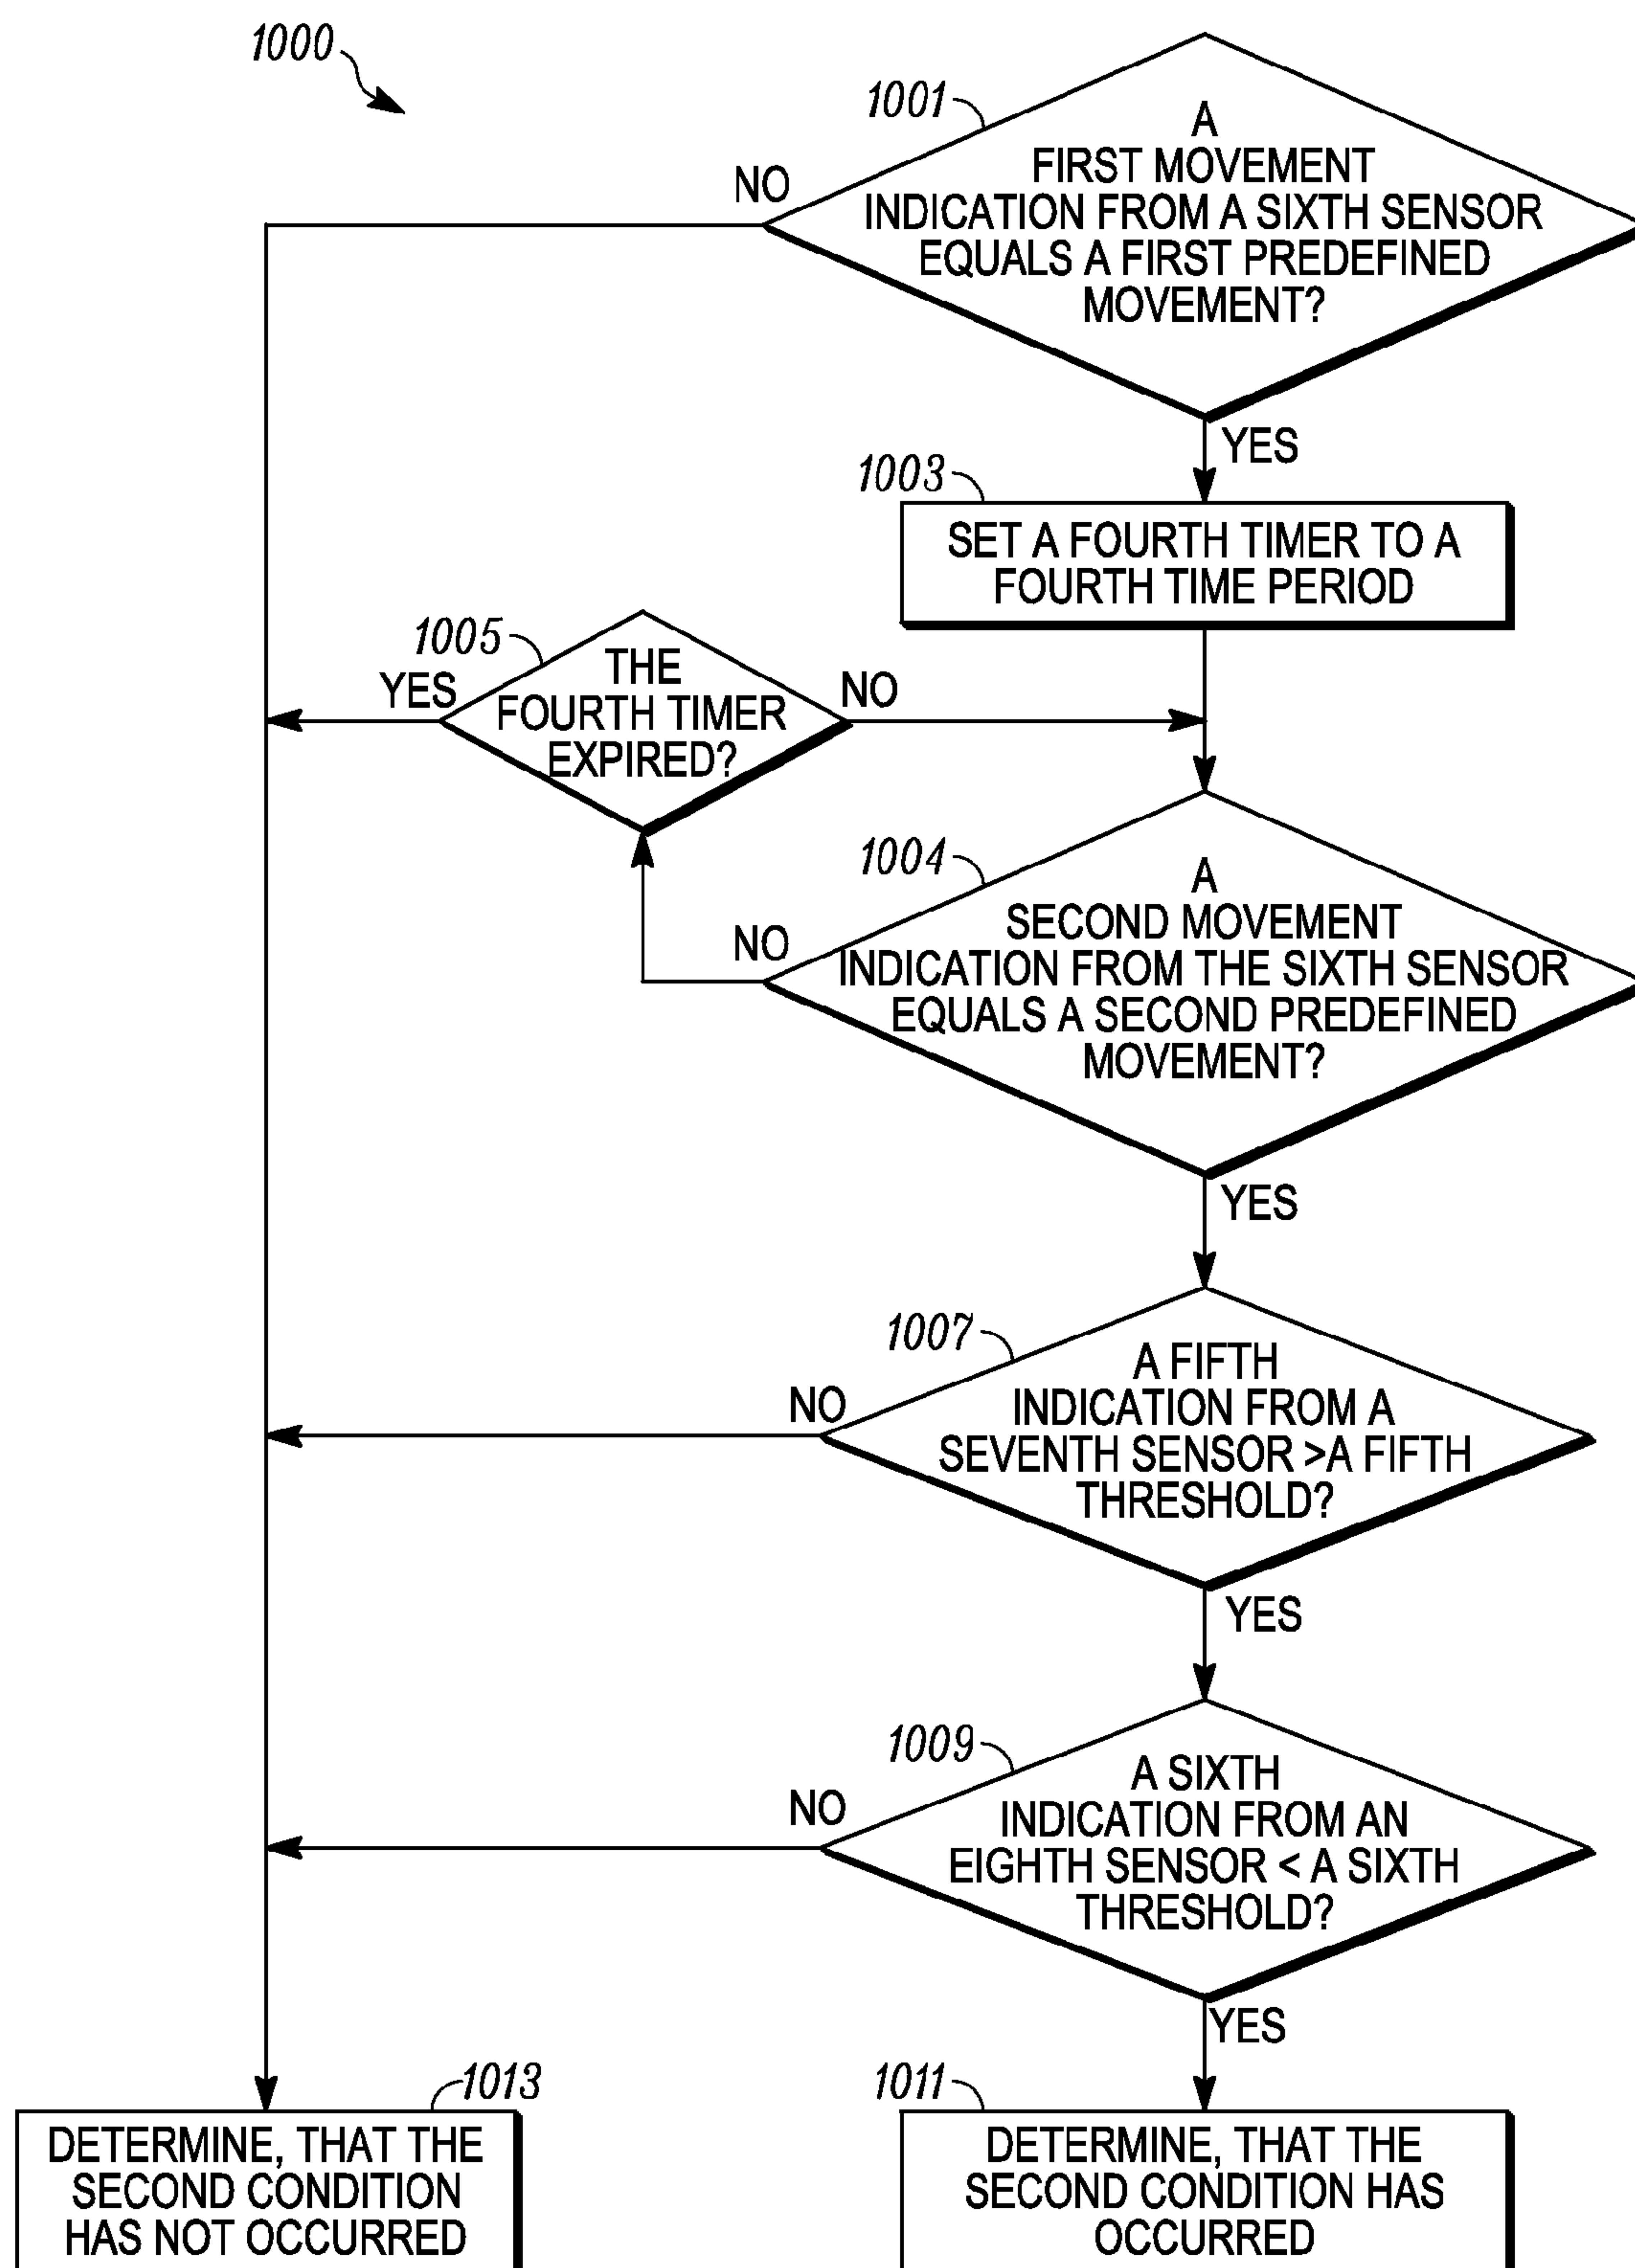 1000
1001
A
FIRST MOVEMENT
INDICATION FROM A SIXTH SENSOR
EQUALS A FIRST PREDEFINED
MOVEMENT?
NO
YES
1003
SET A FOURTH TIMER TO A
FOURTH TIME PERIOD
1005
THE
FOURTH TIMER
EXPIRED?
YES
NO
1004
A
SECOND MOVEMENT
INDICATION FROM THE SIXTH SENSOR
EQUALS A SECOND PREDEFINED
MOVEMENT?
NO
YES
1007
A FIFTH
INDICATION FROM A
SEVENTH SENSOR >A FIFTH
THRESHOLD?
NO
YES
1009
A SIXTH
INDICATION FROM AN
EIGHTH SENSOR < A SIXTH
THRESHOLD?
NO
YES
1013
DETERMINE, THAT THE
SECOND CONDITION
HAS NOT OCCURRED
1011
DETERMINE, THAT THE
SECOND CONDITION HAS
OCCURRED